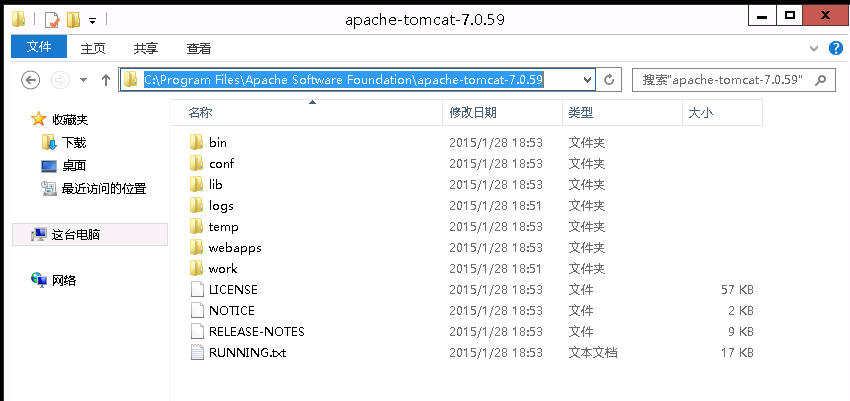 apache-tomcat-7.0.59
文件 主页 共享 查看
C:\Program Files\Apache Software Foundation\apache-tomcat-7.0.59 搜索"apache-tomcat-7.0.59"
名称 修改日期 类型 大小
收藏夹
下载
桌面
最近访问的位置
这台电脑
网络
bin 2015/1/28 18:53 文件夹
conf 2015/1/28 18:53 文件夹
lib 2015/1/28 18:53 文件夹
logs 2015/1/28 18:51 文件夹
temp 2015/1/28 18:53 文件夹
webapps 2015/1/28 18:53 文件夹
work 2015/1/28 18:51 文件夹
LICENSE 2015/1/28 18:53 文件 57 KB
NOTICE 2015/1/28 18:53 文件 2 KB
RELEASE-NOTES 2015/1/28 18:53 文件 9 KB
RUNNING.txt 2015/1/28 18:53 文本文档 17 KB